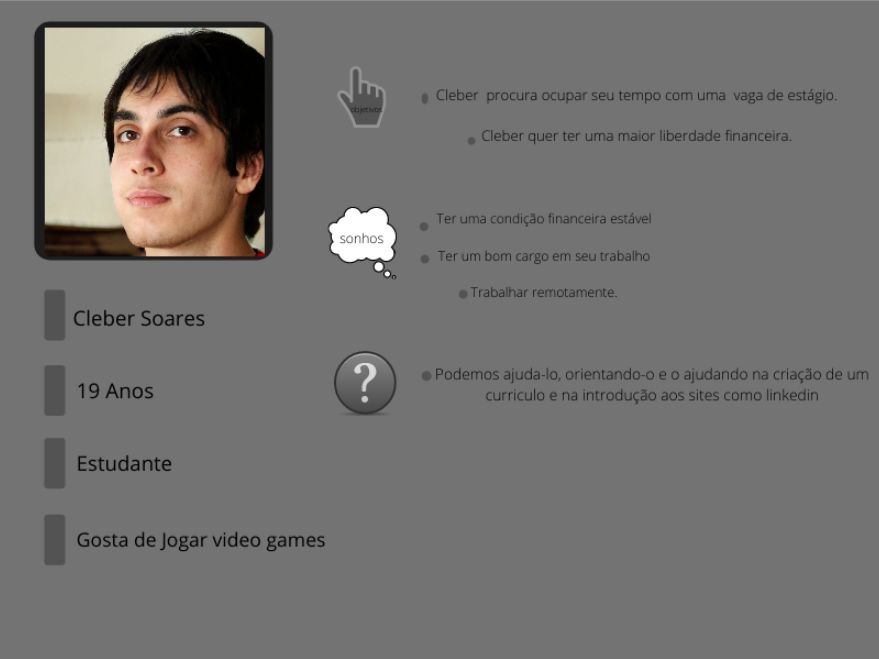 objetivos
Cleber procura ocupar seu tempo com uma vaga de estágio.
Cleber quer ter uma maior liberdade financeira.
sonhos
Ter uma condição financeira estável
Ter um bom cargo em seu trabalho
Trabalhar remotamente.
Cleber Soares
19 Anos
Estudante
Gosta de Jogar video games
?
Podemos ajuda-lo, orientando-o e o ajudando na criação de um
curriculo e na introdução aos sites como linkedin